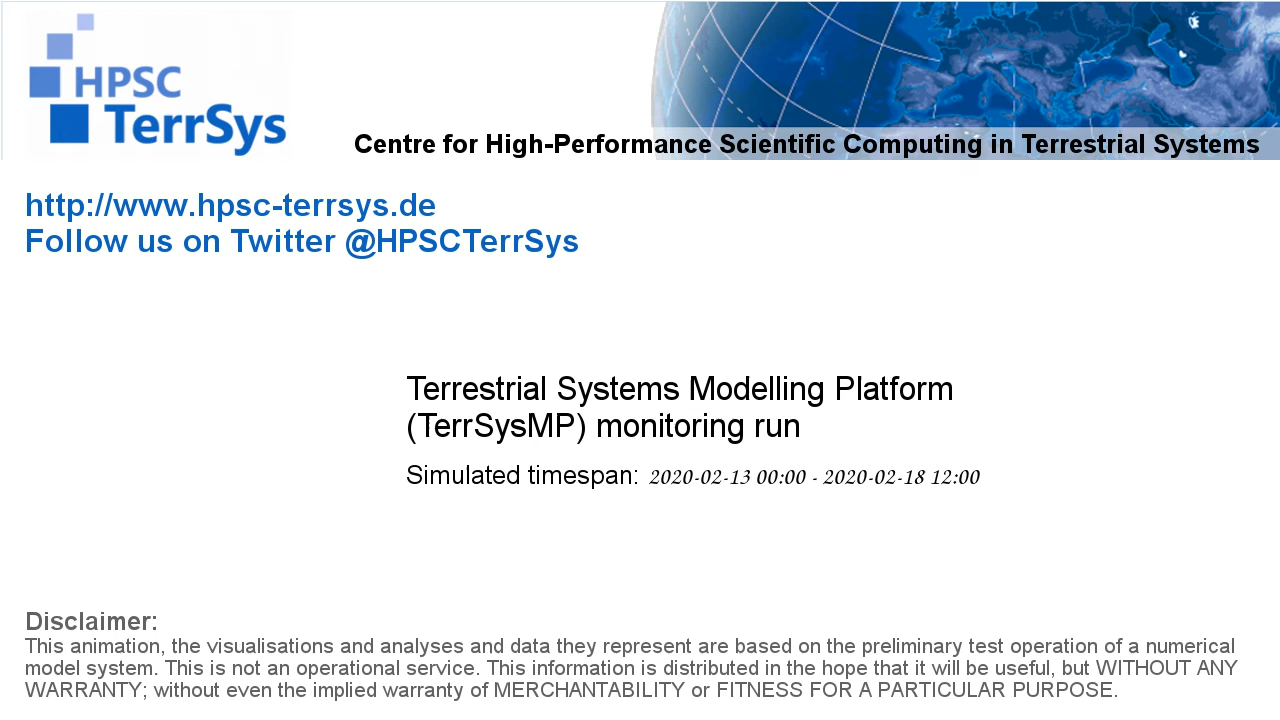 HPSC
TerrSys
Centre for High-Performance Scientific Computing in Terrestrial Systems
http://www.hpsc-terrsys.de
Follow us on Twitter @HPSCTerrSys
Terrestrial Systems Modelling Platform
(TerrSysMP) monitoring run
Simulated timespan: 2020-02-13 00:00 - 2020-02-18 12:00
Disclaimer:
This animation, the visualisations and analyses and data they represent are based on the preliminary test operation of a numerical
model system. This is not an operational service. This information is distributed in the hope that it will be useful, but WITHOUT ANY
WARRANTY; without even the implied warranty of MERCHANTABILITY or FITNESS FOR A PARTICULAR PURPOSE.